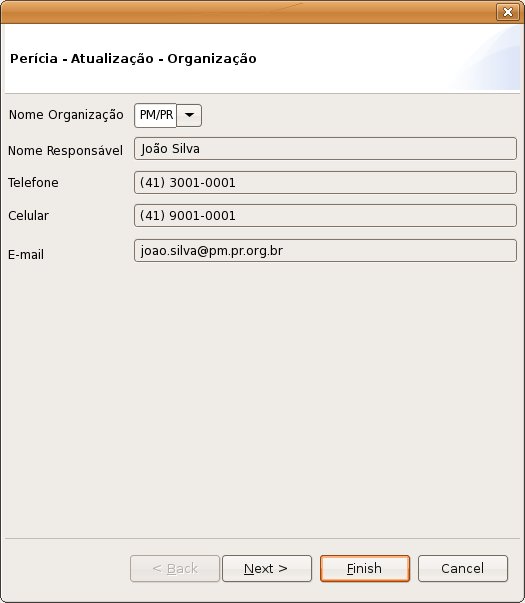 Perícia - Atualização - Organização
Nome Organização PM/PR
Nome Responsável João Silva
Telefone (41) 3001-0001
Celular (41) 9001-0001
E-mail joao.silva@pm.pr.org.br
< Back Next > Finish Cancel